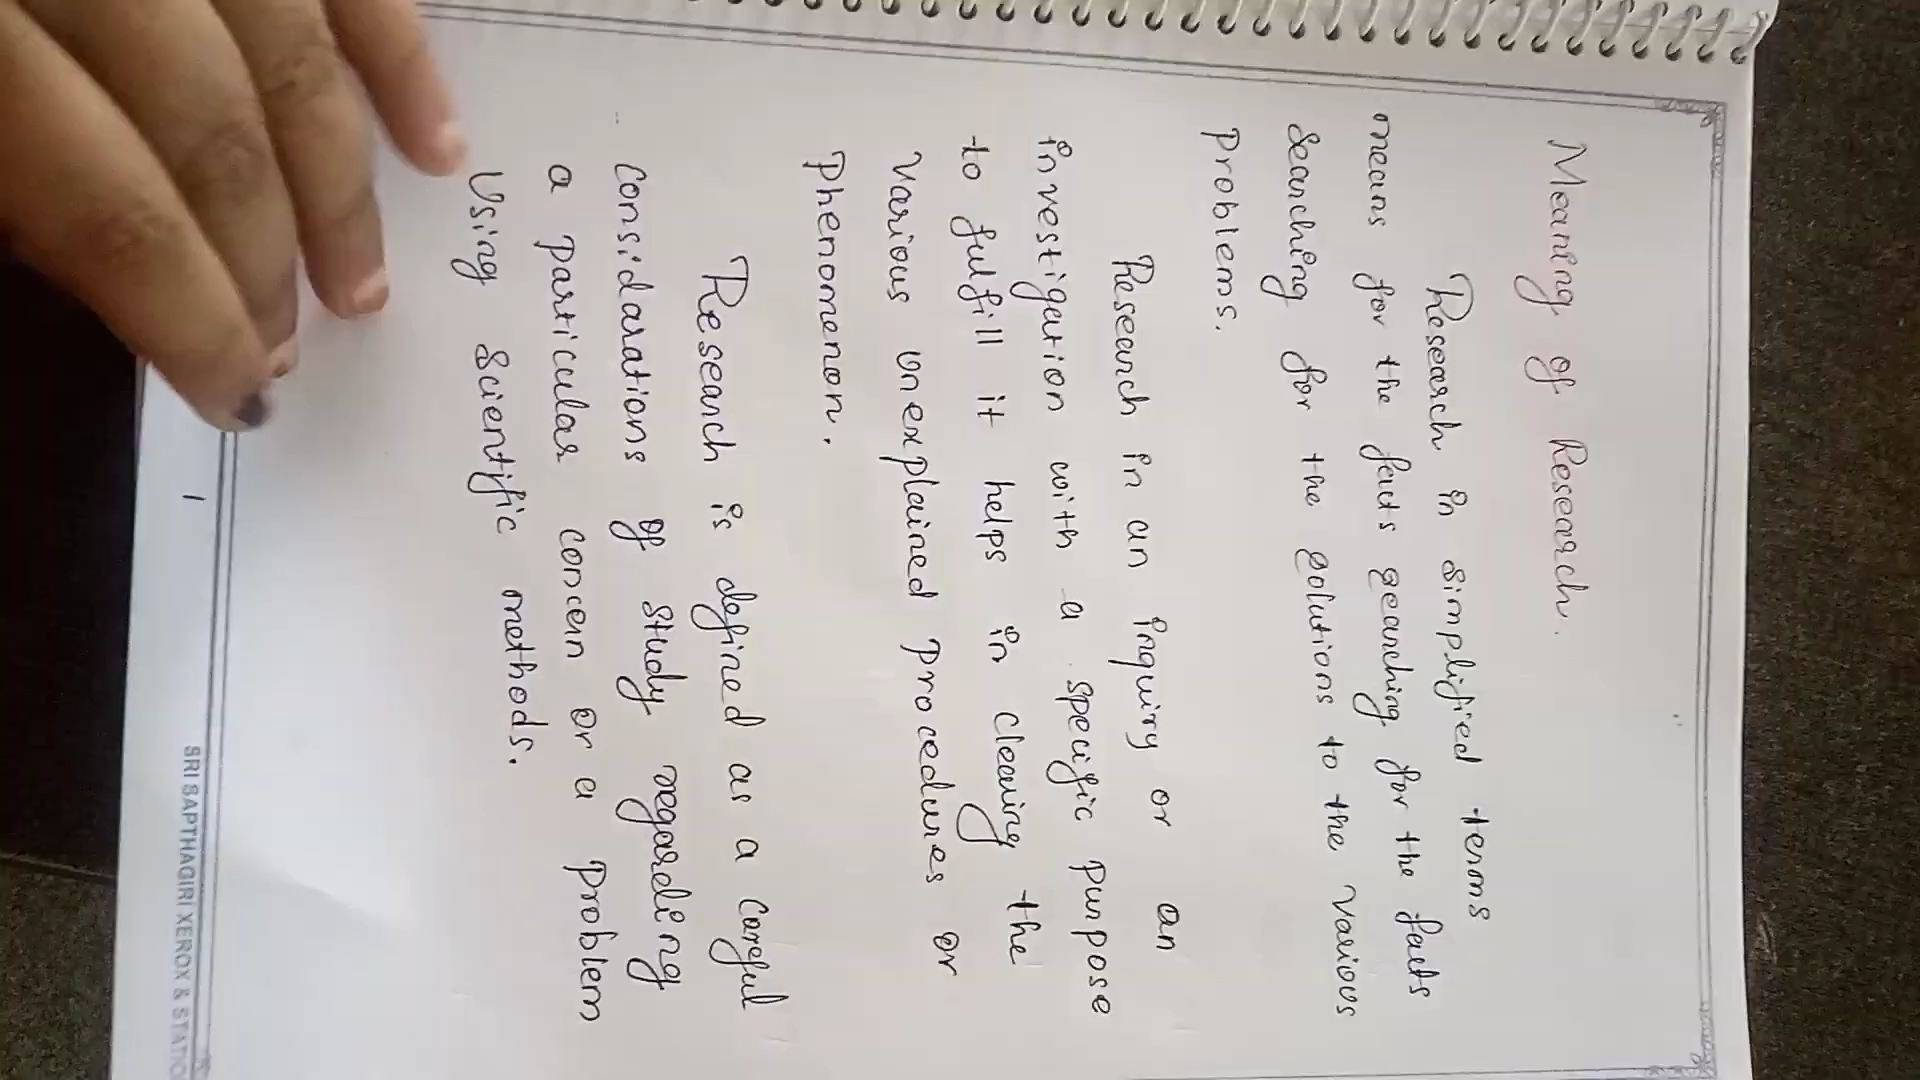 Meaning of Research.
Research in simplified terms
means for the facts searching for the facts
Searching for the solutions to the various
Problems.
Research in an inquiry or an
investigation with a specific purpose
to fulfill it helps in cleaning the
Various unexplained procedures or
Phenomenon.
Research is defined as a careful
Considarations of study regarding
a particular concern or a problem
Using Scientific methods.
1
SRI SAPTHAGIRI XEROX & STATIO